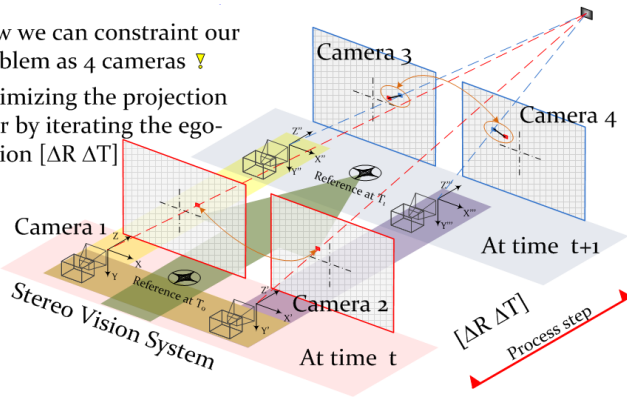 w we can constraint our
blem as 4 cameras !
imizing the projection
r by iterating the ego-
ion [ΔR ΔT]
Camera 3
Camera 4
Z''
X''
Y''
Reference at T₁
Z'''
X'''
Y'''
At time t+1
Camera 1
Z
X
Y
Reference at T₀
Z'
X'
Y'
Camera 2
Stereo Vision System
At time t
[ΔR ΔT]
Process step